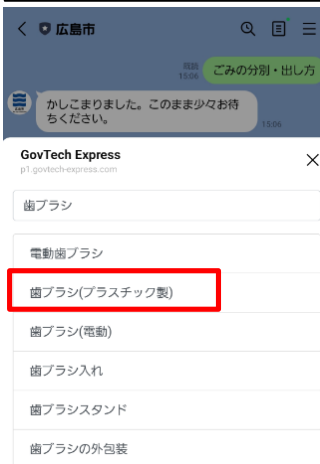 広島市
既読
15:06
ごみの分別・出し方
かしこまりました。このまま少々お待
ちください。
15:06
GovTech Express
p1.govtech-express.com
歯ブラシ
電動歯ブラシ
歯ブラシ(プラスチック製)
歯ブラシ(電動)
歯ブラシ入れ
歯ブラシスタンド
歯ブラシの外包装